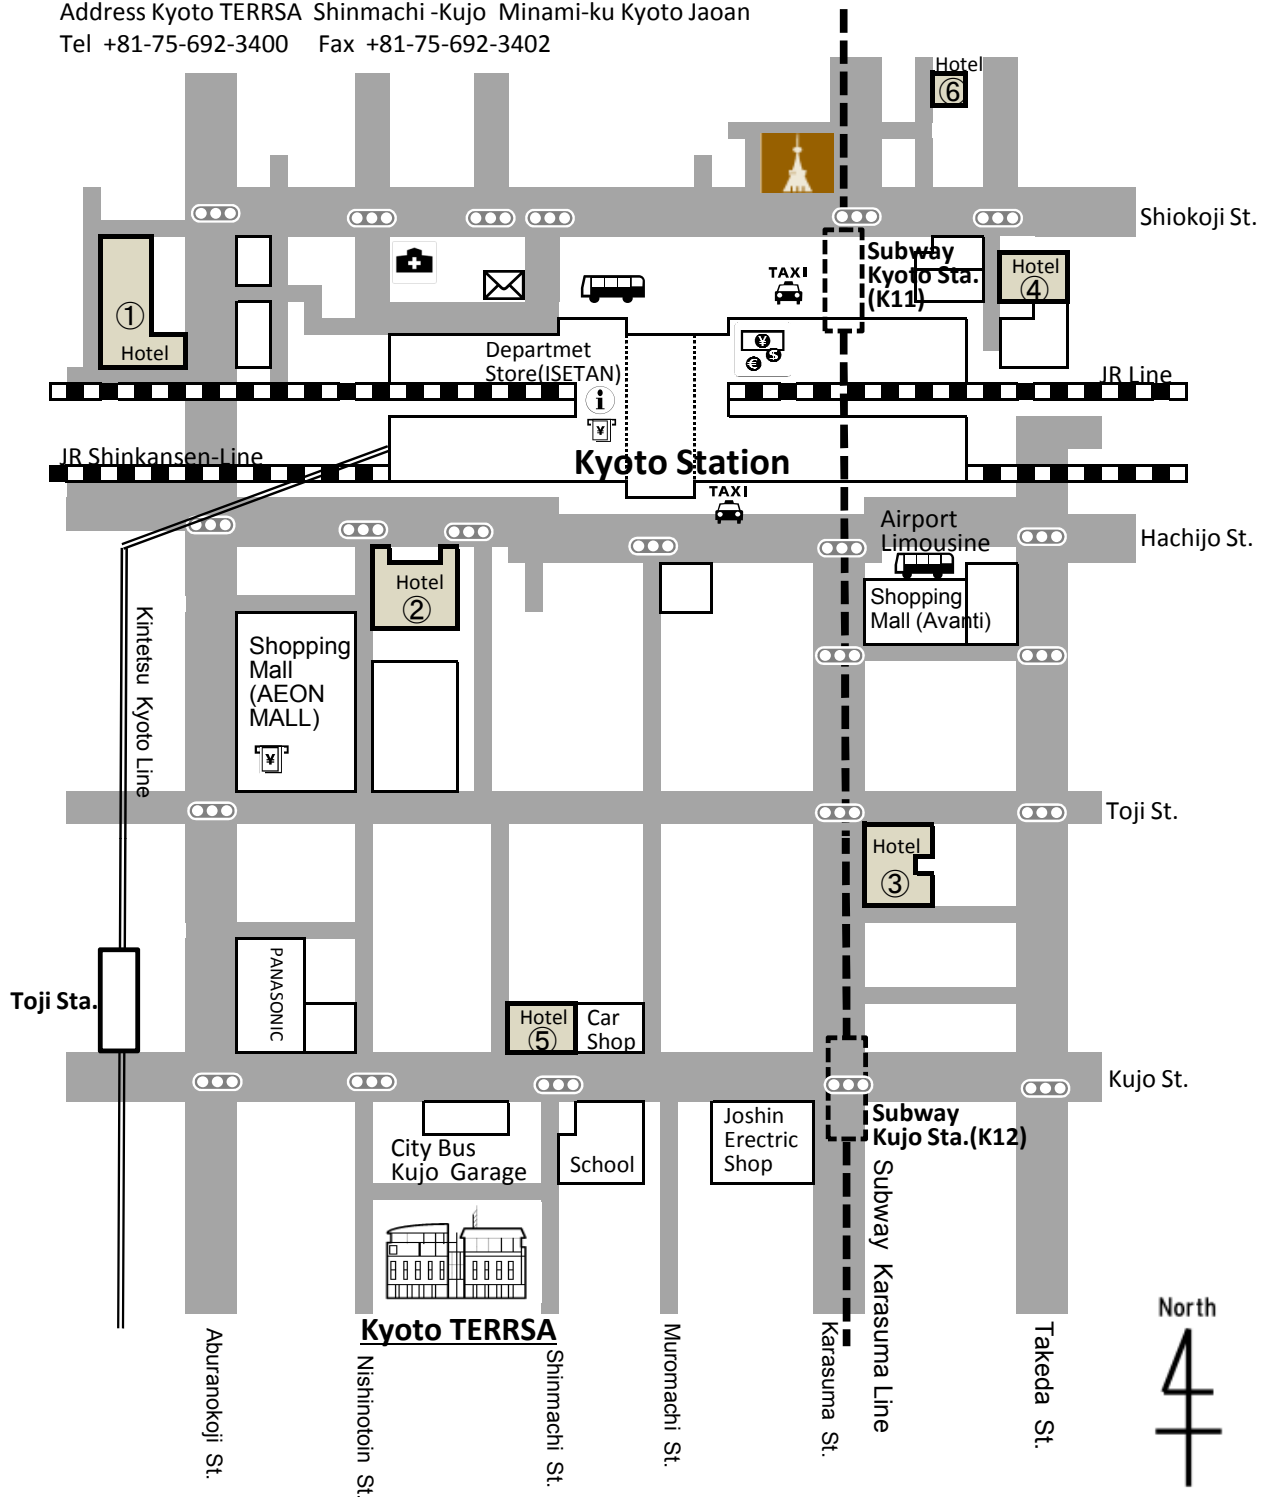 Address Kyoto TERRSA Shinmachi -Kujo Minami-ku Kyoto Jaoan
Tel +81-75-692-3400 Fax +81-75-692-3402
Hotel
⑥
Shiokoji St.
Subway
Kyoto Sta.
(K11)
TAXI
Hotel
④
①
Hotel
Departmet
Store(ISETAN)
i
¥
¥
$
€
JR Line
JR Shinkansen-Line
Kyoto Station
TAXI
Airport
Limousine
Hachijo St.
Hotel
②
Shopping
Mall (Avanti)
Shopping
Mall
(AEON
MALL)
¥
Kintetsu Kyoto Line
Toji St.
Hotel
③
PANASONIC
Toji Sta.
Hotel
⑤
Car
Shop
Kujo St.
Subway
Kujo Sta.(K12)
City Bus
Kujo Garage
School
Joshin
Erectric
Shop
Subway Karasuma Line
Kyoto TERRSA
North
Aburanokoji St.
Nishinotoin St.
Shinmachi St.
Muromachi St.
Karasuma St.
Takeda St.